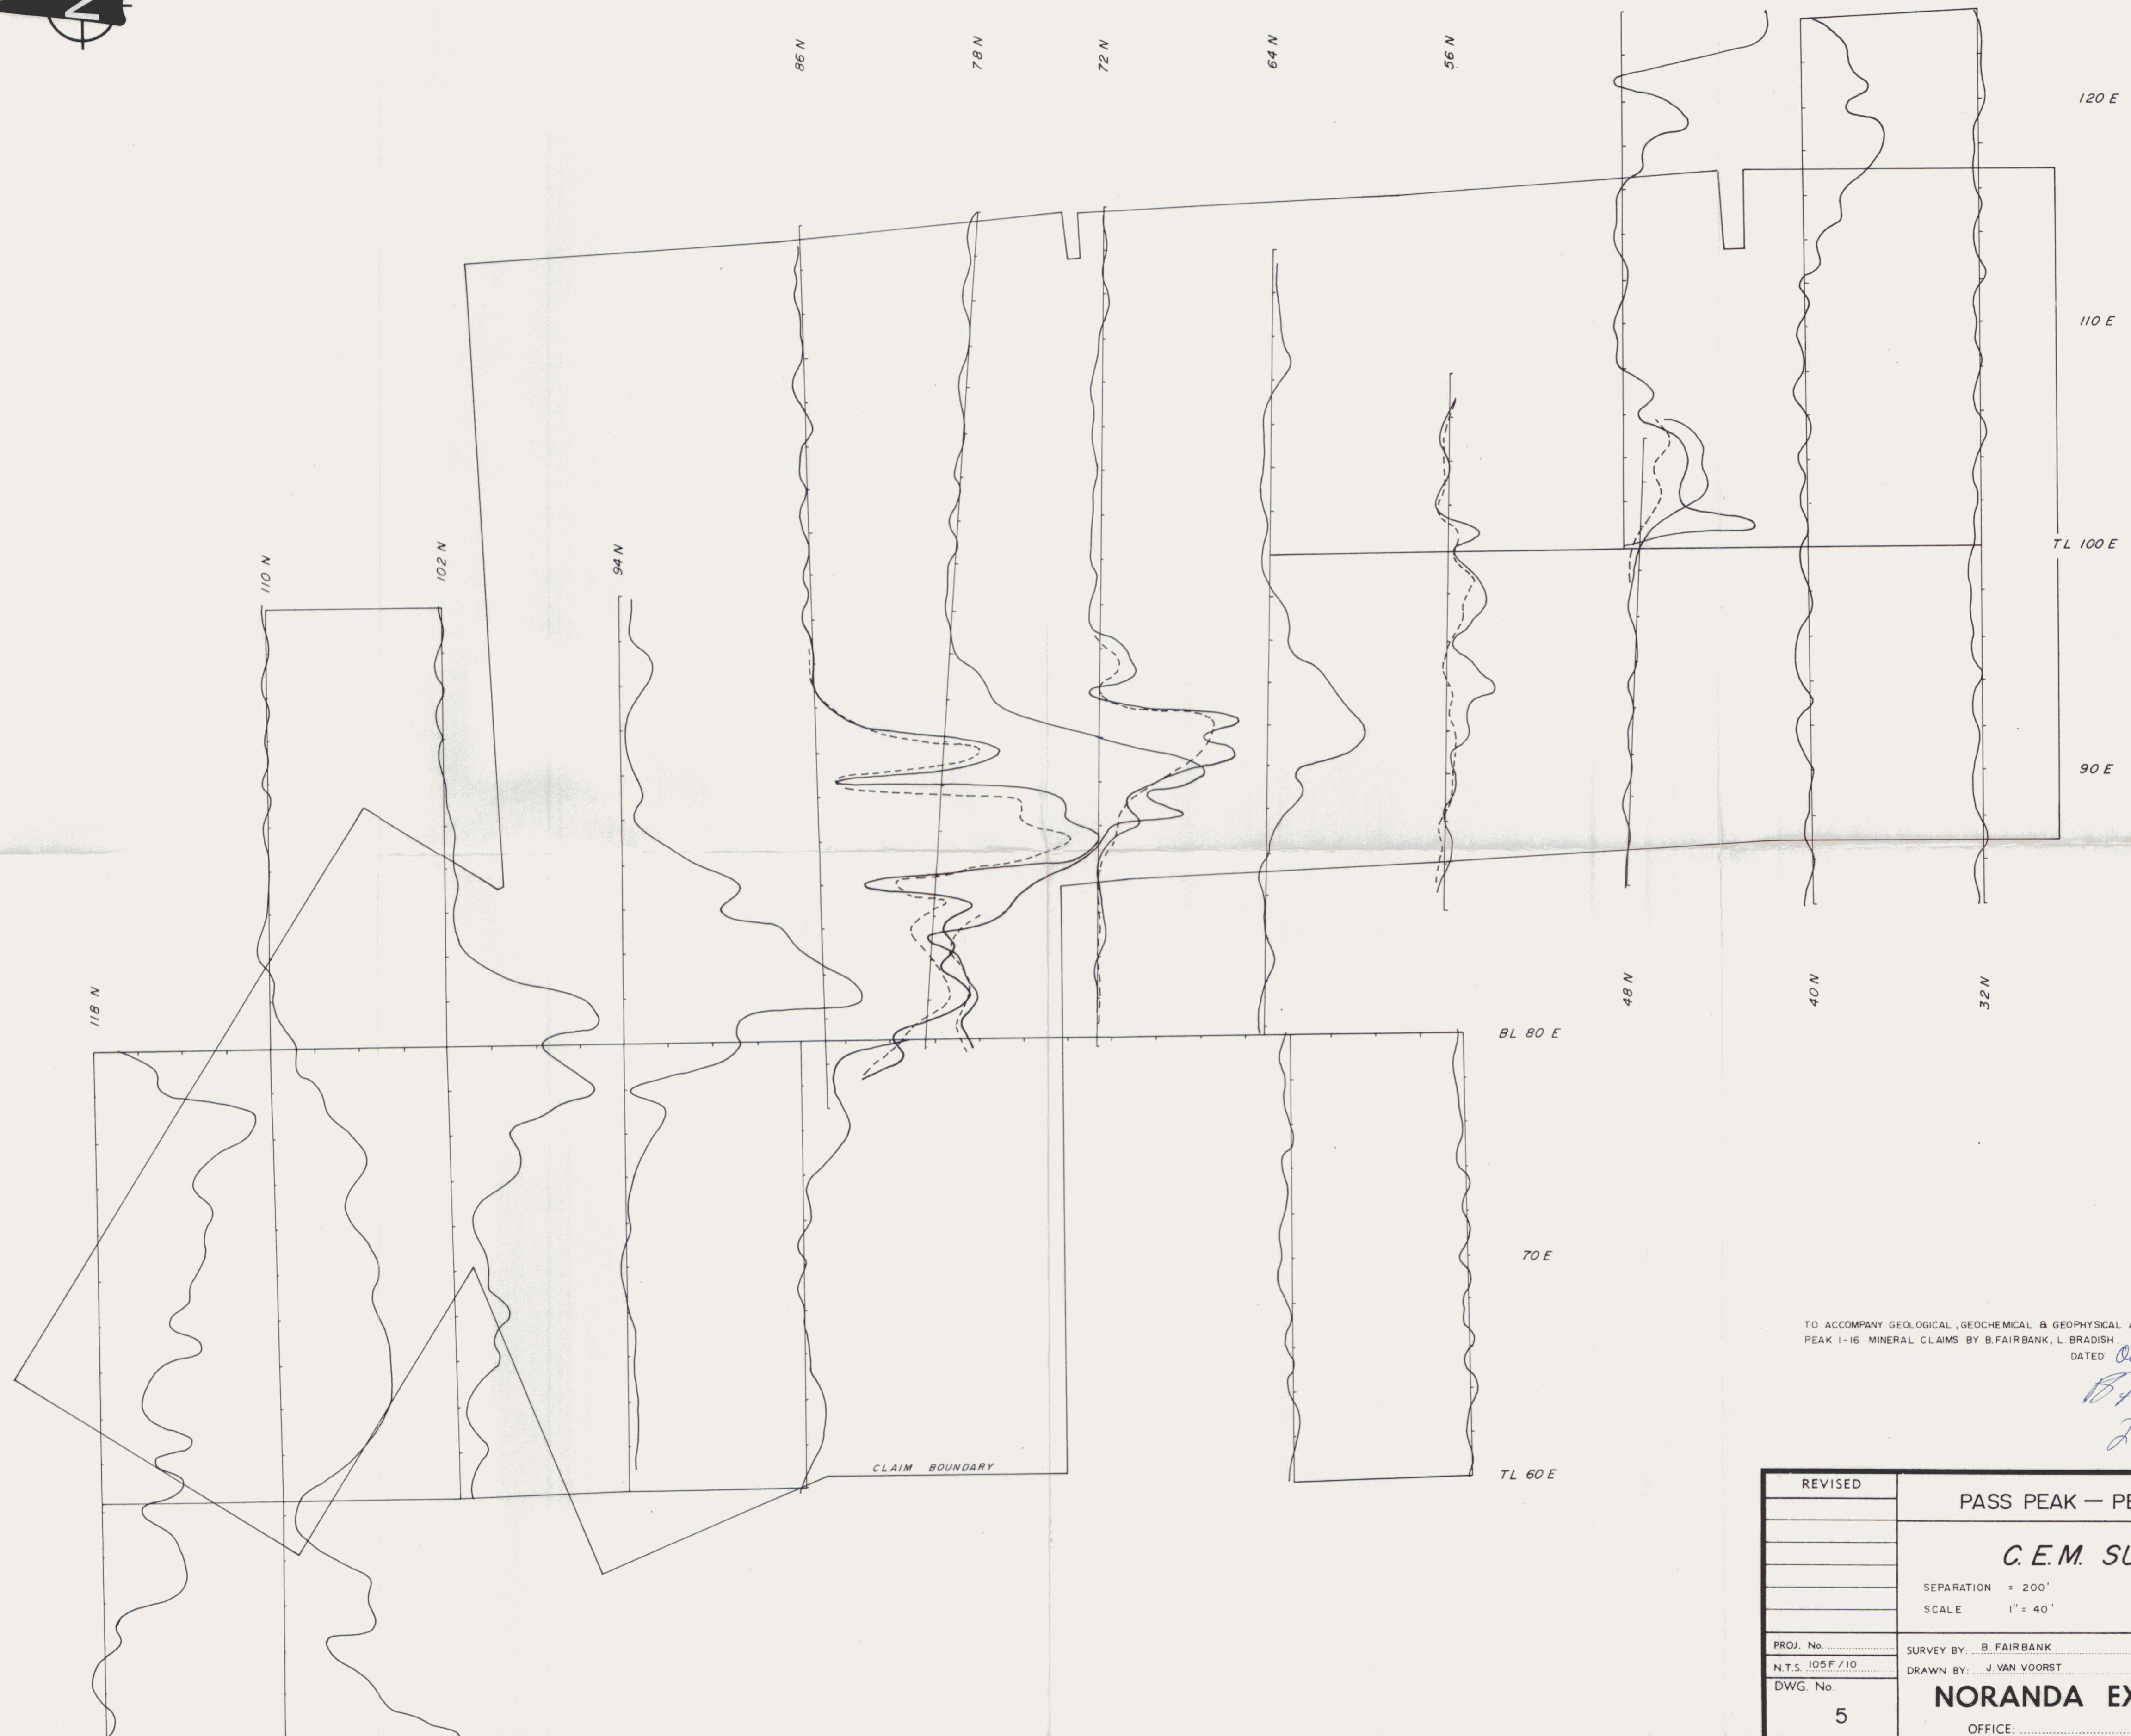 86 N
78 N
72 N
64 N
56 N
120 E
110 E
110 N
102 N
94 N
TL 100 E
90 E
118 N
48 N
40 N
32 N
BL 80 E
70 E
TO ACCOMPANY GEOLOGICAL, GEOCHEMICAL & GEOPHYSICAL
PEAK 1-16 MINERAL CLAIMS BY B. FAIRBANK, L. BRADISH.
DATED
CLAIM BOUNDARY
TL 60 E
REVISED
PASS PEAK — PE
C.E.M. SU
SEPARATION = 200'
SCALE 1" = 40'
PROJ. No.
SURVEY BY: B. FAIRBANK
N.T.S. 105F/10
DRAWN BY: J. VAN VOORST
DWG. No.
5
NORANDA EX
OFFICE: